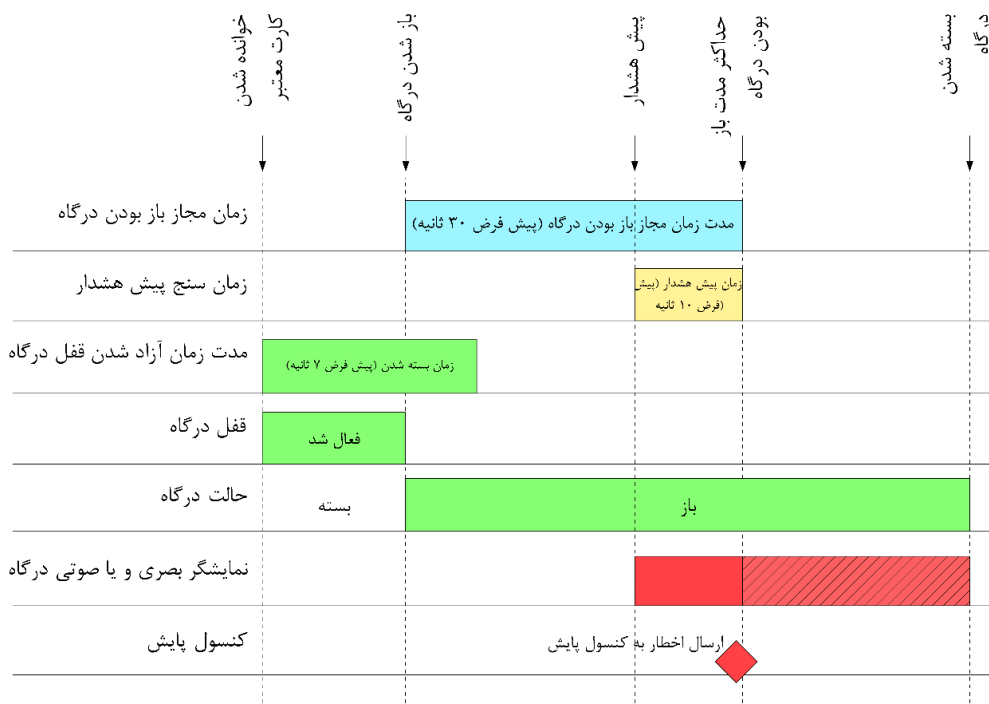 خوانده شدن
کارت معتبر
باز شدن درگاه
پیش هشدار
حداکثر مدت باز
بودن درگاه
بسته شدن
درگاه
زمان مجاز باز بودن درگاه
مدت زمان مجاز باز بودن درگاه (پیش فرض ۳۰ ثانیه)
زمان سنج پیش هشدار
زمان پیش هشدار (پیش
فرض ۱۰ ثانیه)
مدت زمان آزاد شدن قفل درگاه
زمان بسته شدن (پیش فرض ۷ ثانیه)
قفل درگاه
فعال شد
حالت درگاه
بسته
باز
نمایشگر بصری و یا صوتی درگاه
کنسول پایش
ارسال اخطار به کنسول پایش